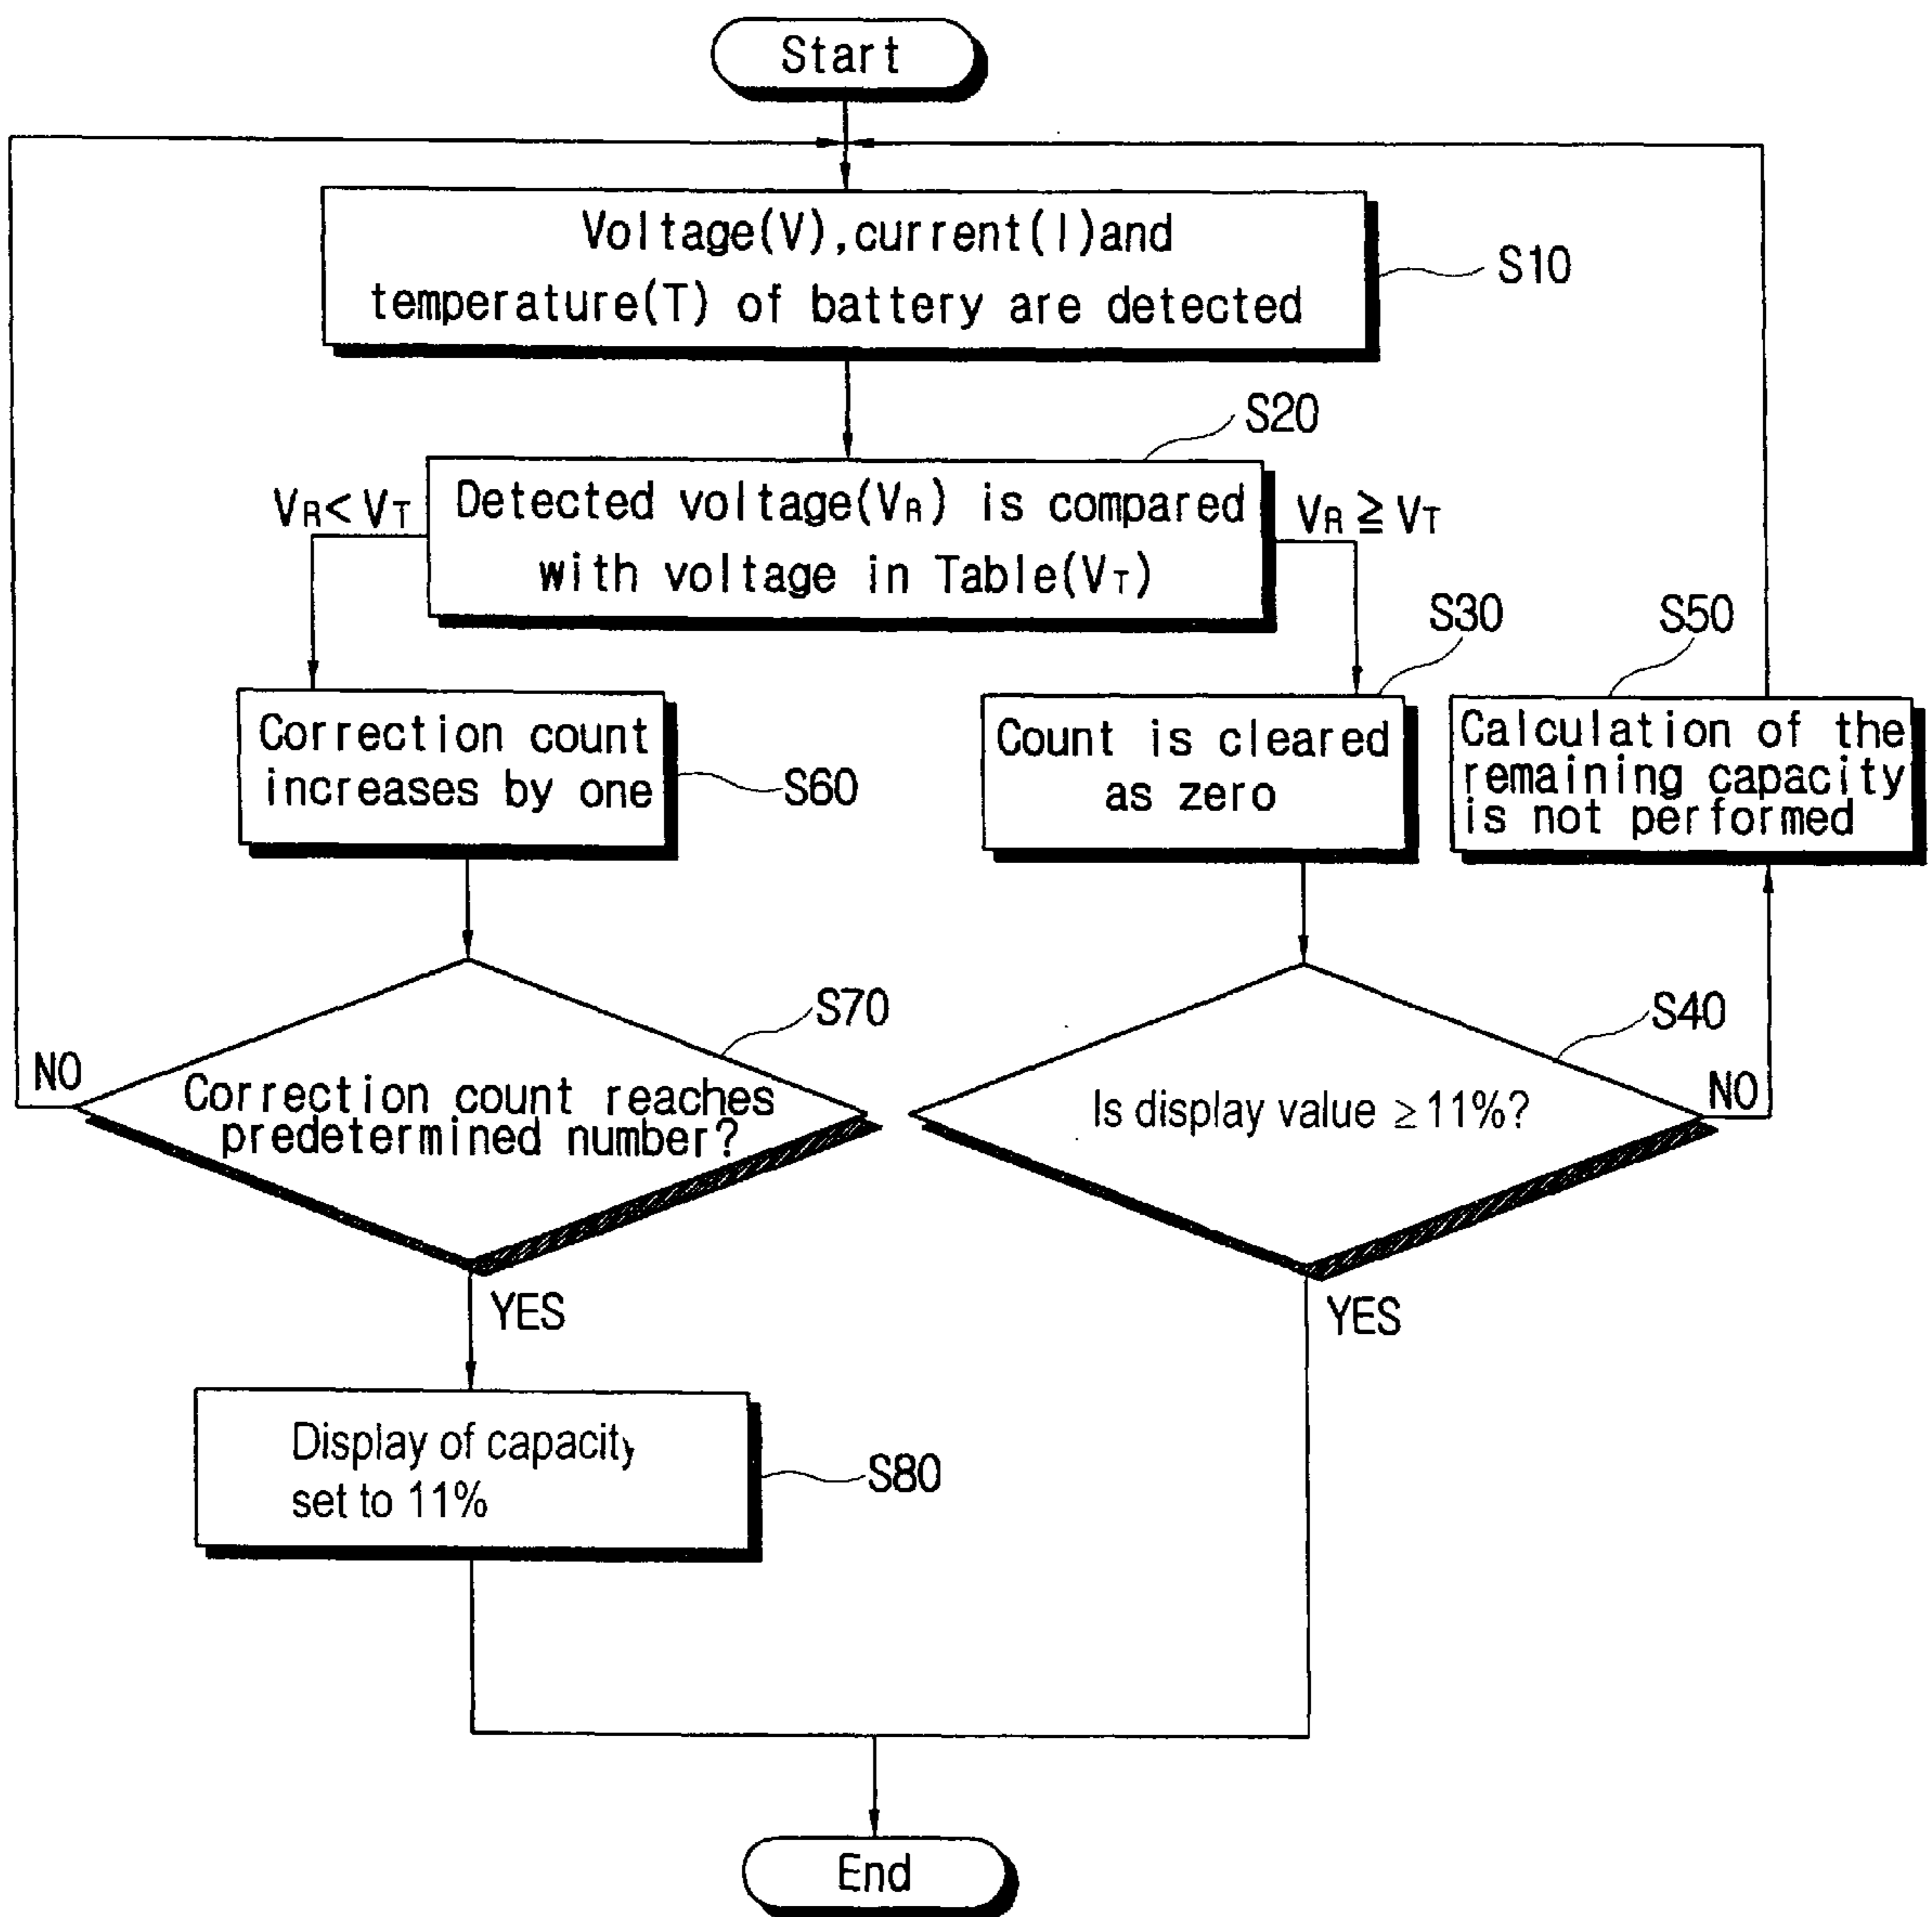 Start
Voltage(V),current(I)and
temperature(T) of battery are detected
S10
S20
VR< VT
Detected voltage(VR) is compared
with voltage in Table(VT)
VR ≧ VT
S30
S50
Correction count
increases by one
S60
Count is cleared
as zero
Calculation of the
remaining capacity
is not performed
S70
S40
NO
Correction count reaches
predetermined number?
Is display value ≥ 11%?
NO
YES
YES
Display of capacity
set to 11%
S80
End